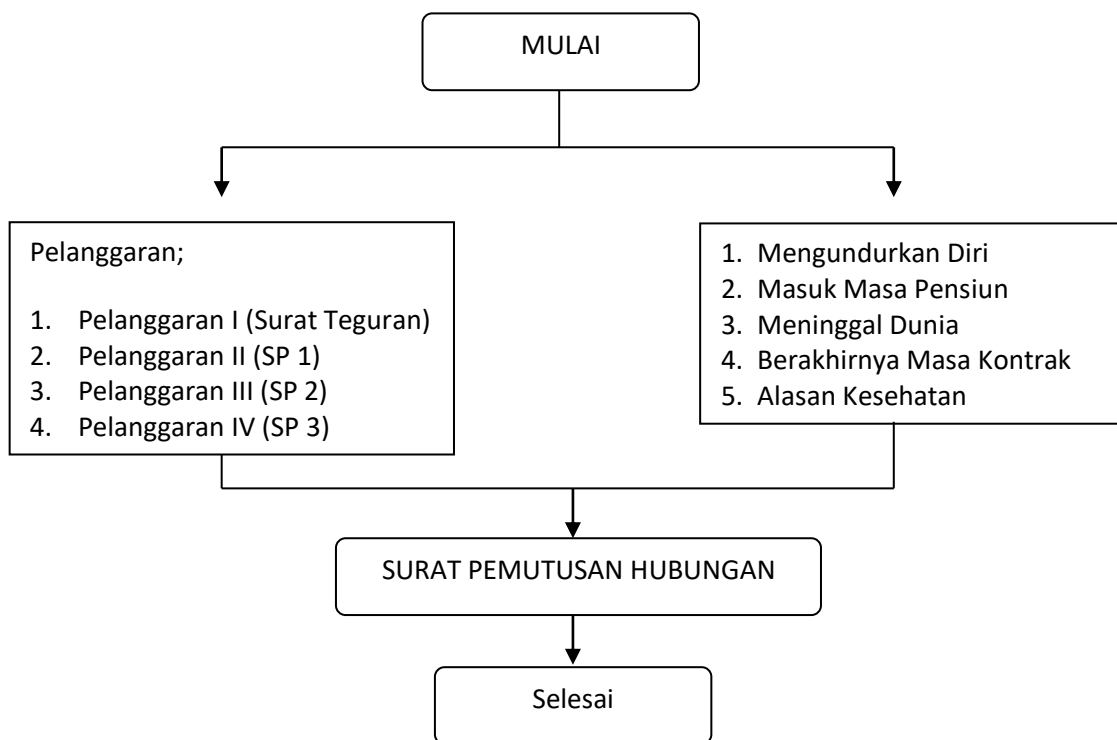 MULAI
Pelanggaran;
1. Pelanggaran I (Surat Teguran)
2. Pelanggaran II (SP 1)
3. Pelanggaran III (SP 2)
4. Pelanggaran IV (SP 3)
1. Mengundurkan Diri
2. Masuk Masa Pensiun
3. Meninggal Dunia
4. Berakhirnya Masa Kontrak
5. Alasan Kesehatan
SURAT PEMUTUSAN HUBUNGAN
Selesai